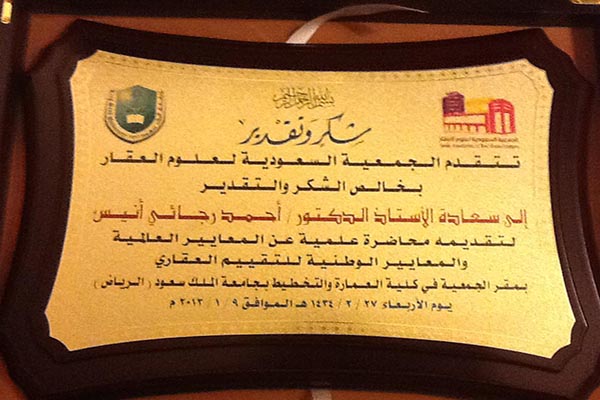 بسم الله الرحمن الرحيم
شكر وتقدير
تتقدم الجمعية السعودية لعلوم العقار
بخالص الشكر والتقدير
إلى سعادة الأستاذ الدكتور / أحمد رجائي أنيس
لتقديمه محاضرة علمية عن المعايير العالمية
والمعايير الوطنية للتقييم العقاري
بمقر الجمعية في كلية العمارة والتخطيط بجامعة الملك سعود ( الرياض )
يوم الأربعاء ٢٧ / ٢ / ١٤٣٤ هـ الموافق ٩ / ١ / ٢٠١٣ م